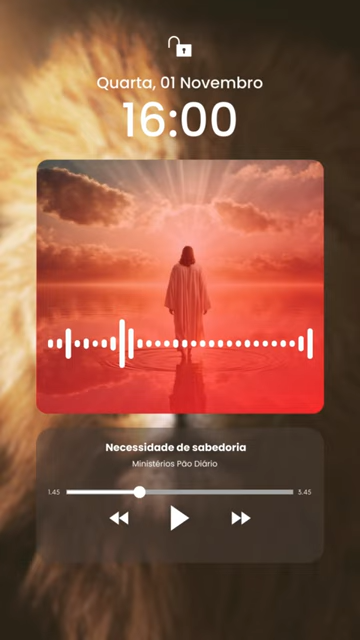 Quarta, 01 Novembro
16:00
Necessidade de sabedoria
Ministérios Pão Diário
1.45
3.45